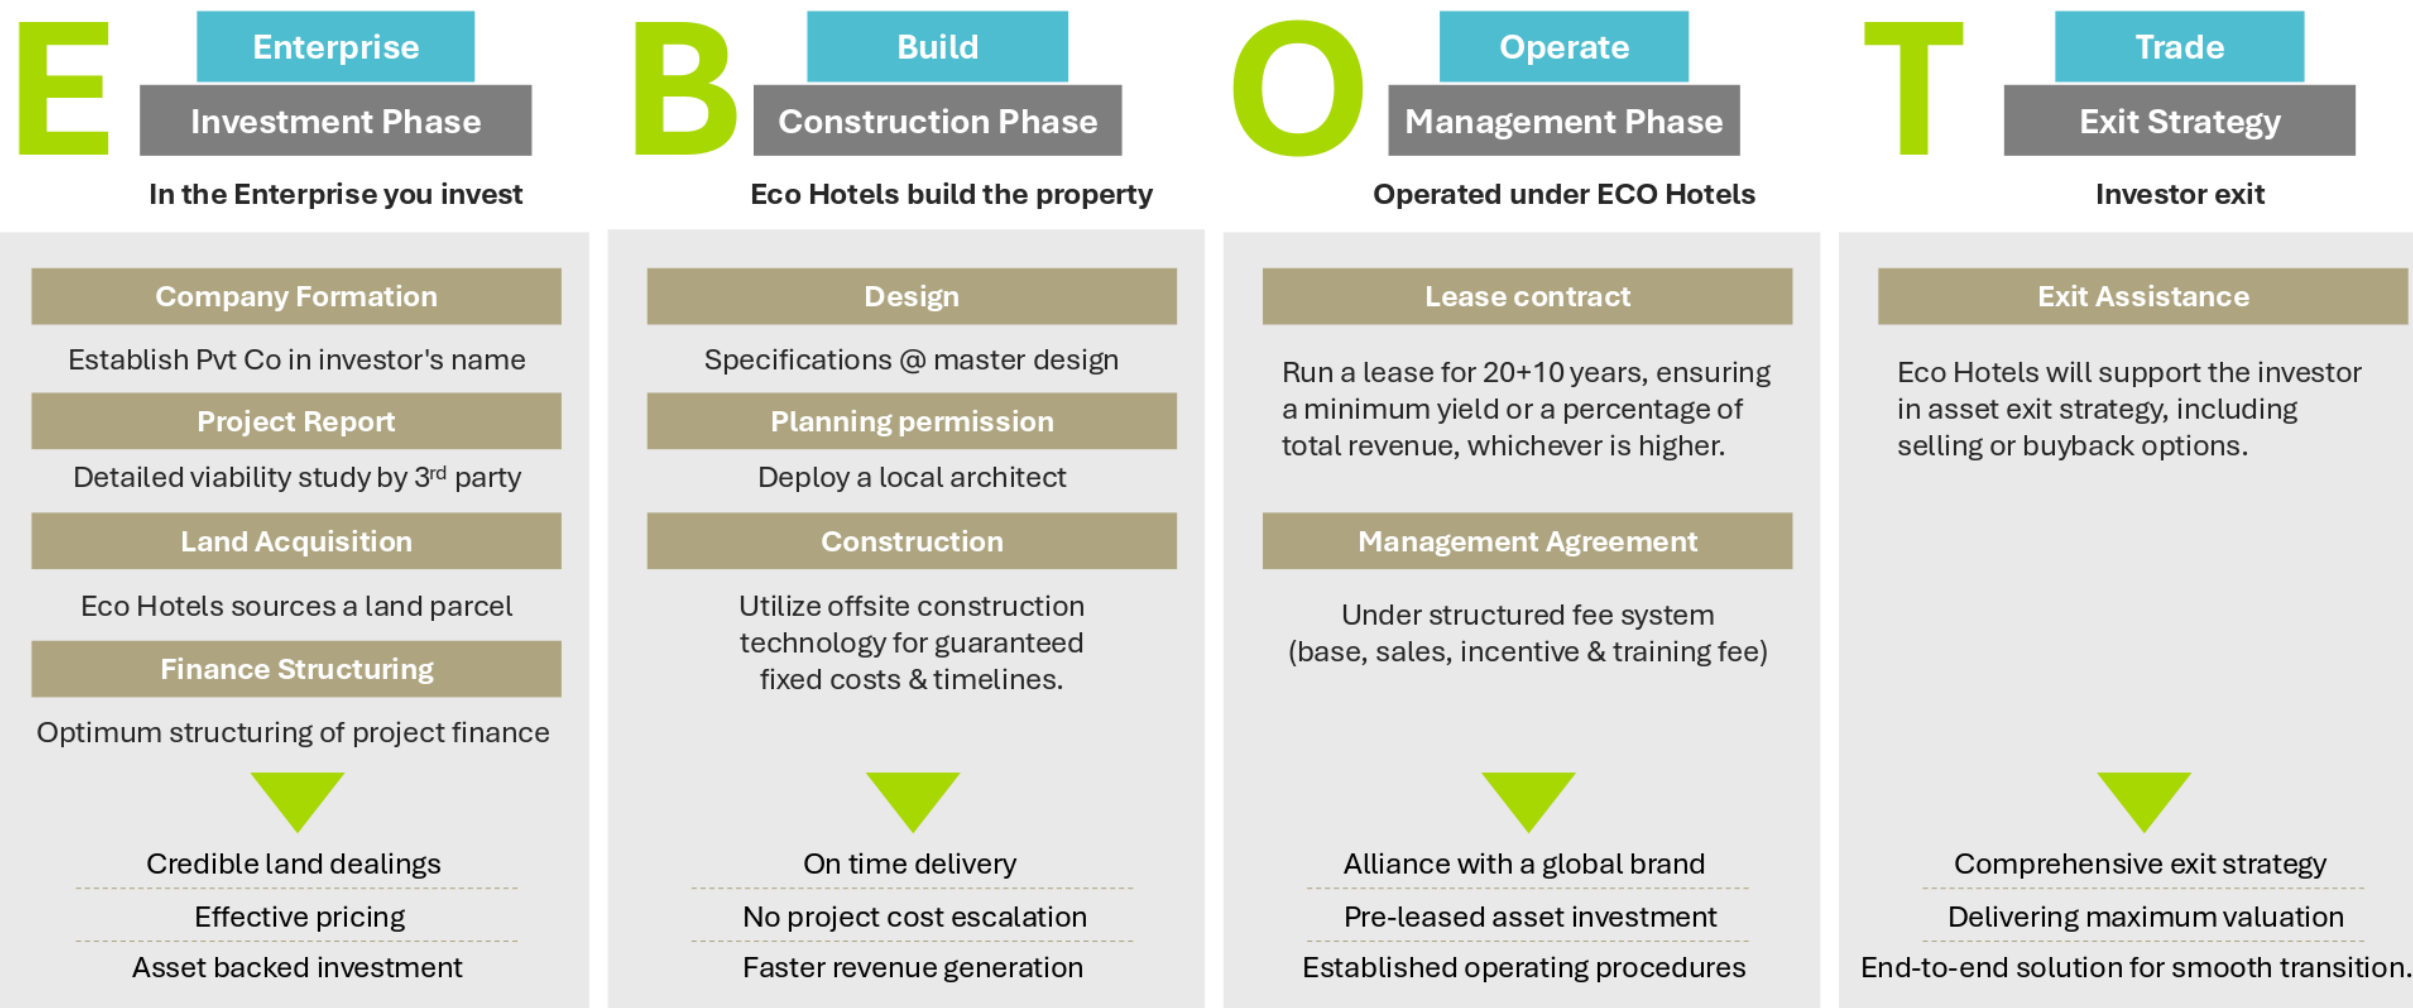 E
Enterprise
Investment Phase
In the Enterprise you invest
Company Formation
Establish Pvt Co in investor's name
Project Report
Detailed viability study by 3rd party
Land Acquisition
Eco Hotels sources a land parcel
Finance Structuring
Optimum structuring of project finance
Credible land dealings
Effective pricing
Asset backed investment
B
Build
Construction Phase
Eco Hotels build the property
Design
Specifications @ master design
Planning permission
Deploy a local architect
Construction
Utilize offsite construction
technology for guaranteed
fixed costs & timelines.
On time delivery
No project cost escalation
Faster revenue generation
O
Operate
Management Phase
Operated under ECO Hotels
Lease contract
Run a lease for 20+10 years, ensuring
a minimum yield or a percentage of
total revenue, whichever is higher.
Management Agreement
Under structured fee system
(base, sales, incentive & training fee)
Alliance with a global brand
Pre-leased asset investment
Established operating procedures
T
Trade
Exit Strategy
Investor exit
Exit Assistance
Eco Hotels will support the investor
in asset exit strategy, including
selling or buyback options.
Comprehensive exit strategy
Delivering maximum valuation
End-to-end solution for smooth transition.